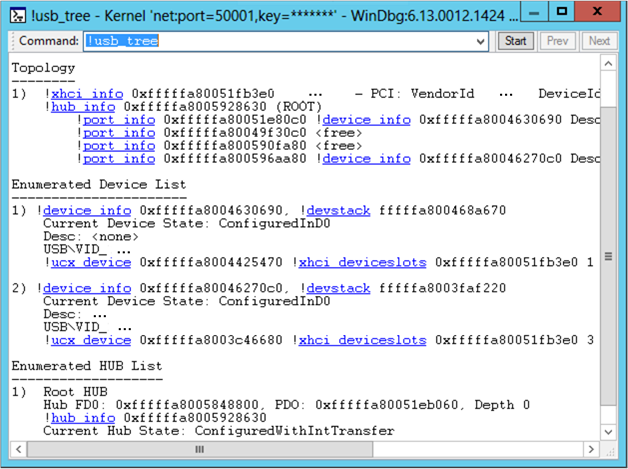 !usb_tree - Kernel 'net:port=50001,key=*******' - WinDbg:6.13.0012.1424 ...
Command: !usb_tree Start Prev Next
Topology
--------
1) !xhci_info 0xfffffa80051fb3e0 ... - PCI: VendorId ... DeviceId
!hub_info 0xfffffa8005928630 (ROOT)
!port_info 0xfffffa80051e80c0 !device_info 0xfffffa8004630690 Desc
!port_info 0xfffffa80049f30c0 <free>
!port_info 0xfffffa800590fa80 <free>
!port_info 0xfffffa800596aa80 !device_info 0xfffffa80046270c0 Desc
Enumerated Device List
----------------------
1) !device_info 0xfffffa8004630690, !devstack fffffa800468a670
Current Device State: ConfiguredInD0
Desc: <none>
USB\VID_ ...
!ucx_device 0xfffffa8004425470 !xhci_deviceslots 0xfffffa80051fb3e0 1
2) !device_info 0xfffffa80046270c0, !devstack fffffa8003faf220
Current Device State: ConfiguredInD0
Desc: ...
USB\VID_ ...
!ucx_device 0xfffffa8003c46680 !xhci_deviceslots 0xfffffa80051fb3e0 3
Enumerated HUB List
-------------------
1) Root HUB
Hub FDO: 0xfffffa8005848800, PDO: 0xfffffa80051eb060, Depth 0
!hub_info 0xfffffa8005928630
Current Hub State: ConfiguredWithIntTransfer